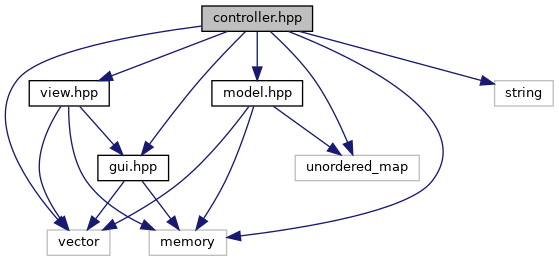 controller.hpp
view.hpp
model.hpp
string
gui.hpp
unordered_map
vector
memory